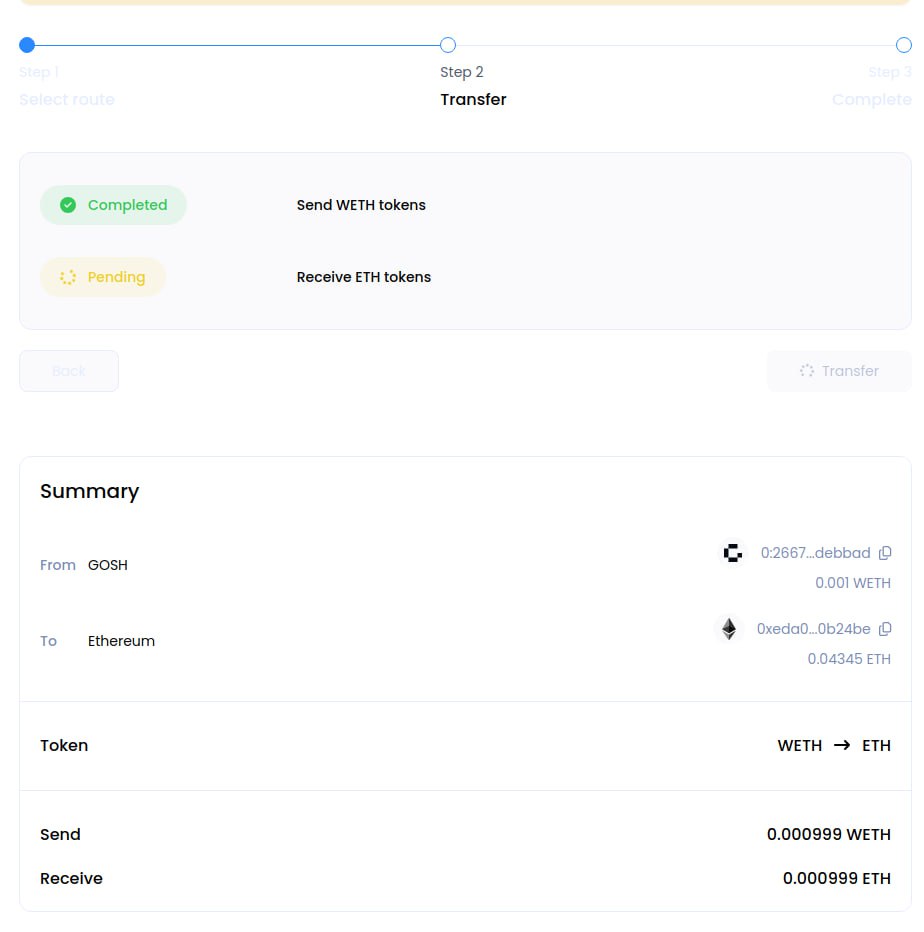 Step 1
Select route
Step 2
Transfer
Step 3
Complete
Completed
Send WETH tokens
Pending
Receive ETH tokens
Back
Transfer
Summary
From GOSH
0:2667...debbad
0.001 WETH
To Ethereum
0xeda0...0b24be
0.04345 ETH
Token
WETH → ETH
Send
0.000999 WETH
Receive
0.000999 ETH